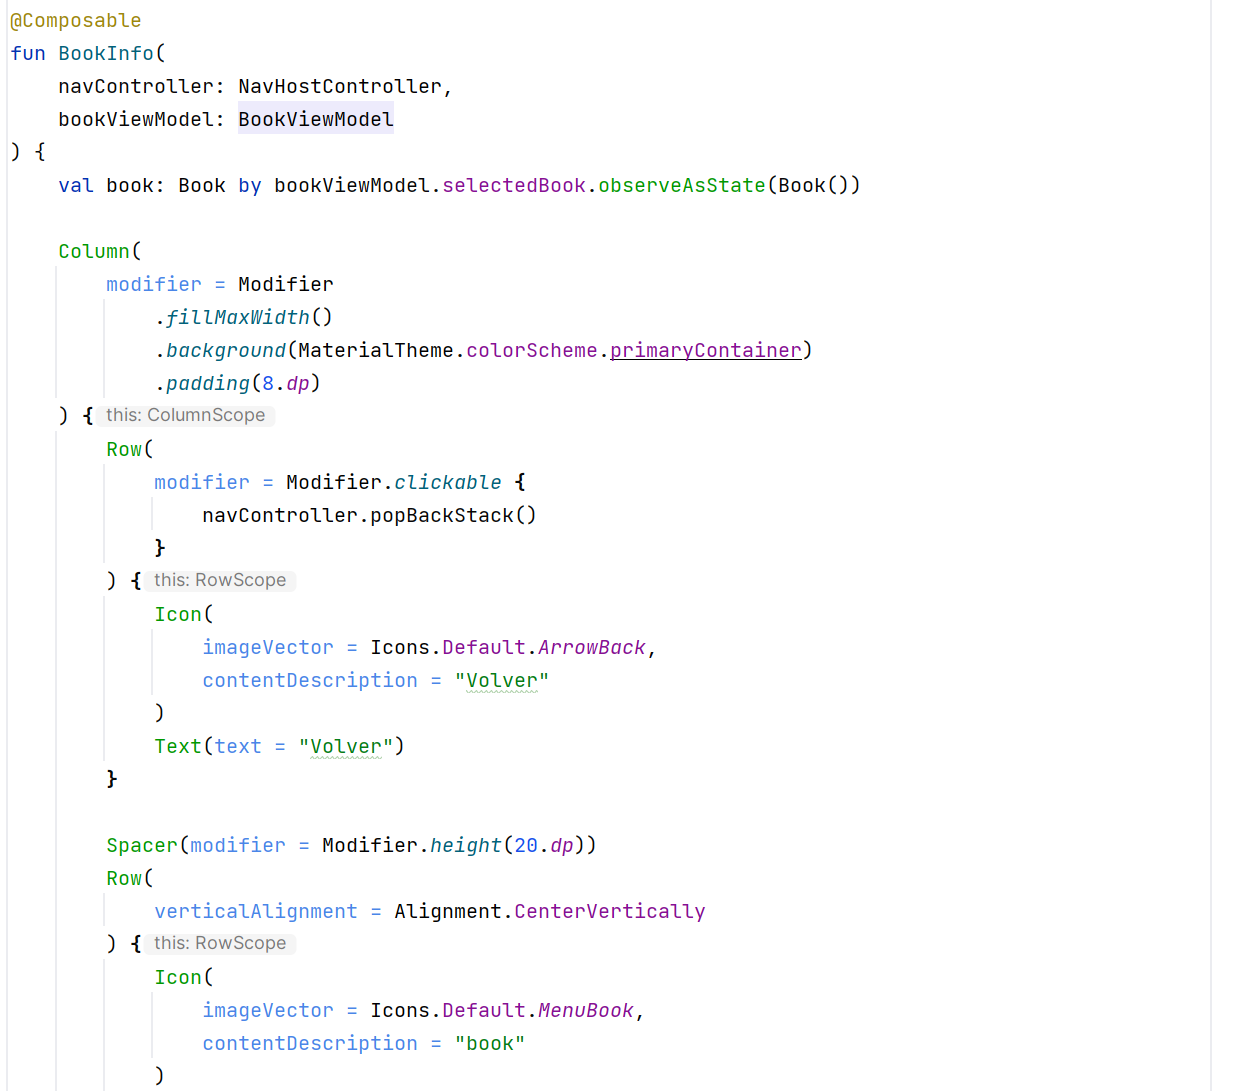 @Composable
fun BookInfo(
    navController: NavHostController,
    bookViewModel: BookViewModel
) {
    val book: Book by bookViewModel.selectedBook.observeAsState(Book())

    Column(
        modifier = Modifier
            .fillMaxWidth()
            .background(MaterialTheme.colorScheme.primaryContainer)
            .padding(8.dp)
    ) { this: ColumnScope
        Row(
            modifier = Modifier.clickable {
                navController.popBackStack()
            }
        ) { this: RowScope
            Icon(
                imageVector = Icons.Default.ArrowBack,
                contentDescription = "Volver"
            )
            Text(text = "Volver")
        }

        Spacer(modifier = Modifier.height(20.dp))
        Row(
            verticalAlignment = Alignment.CenterVertically
        ) { this: RowScope
            Icon(
                imageVector = Icons.Default.MenuBook,
                contentDescription = "book"
            )